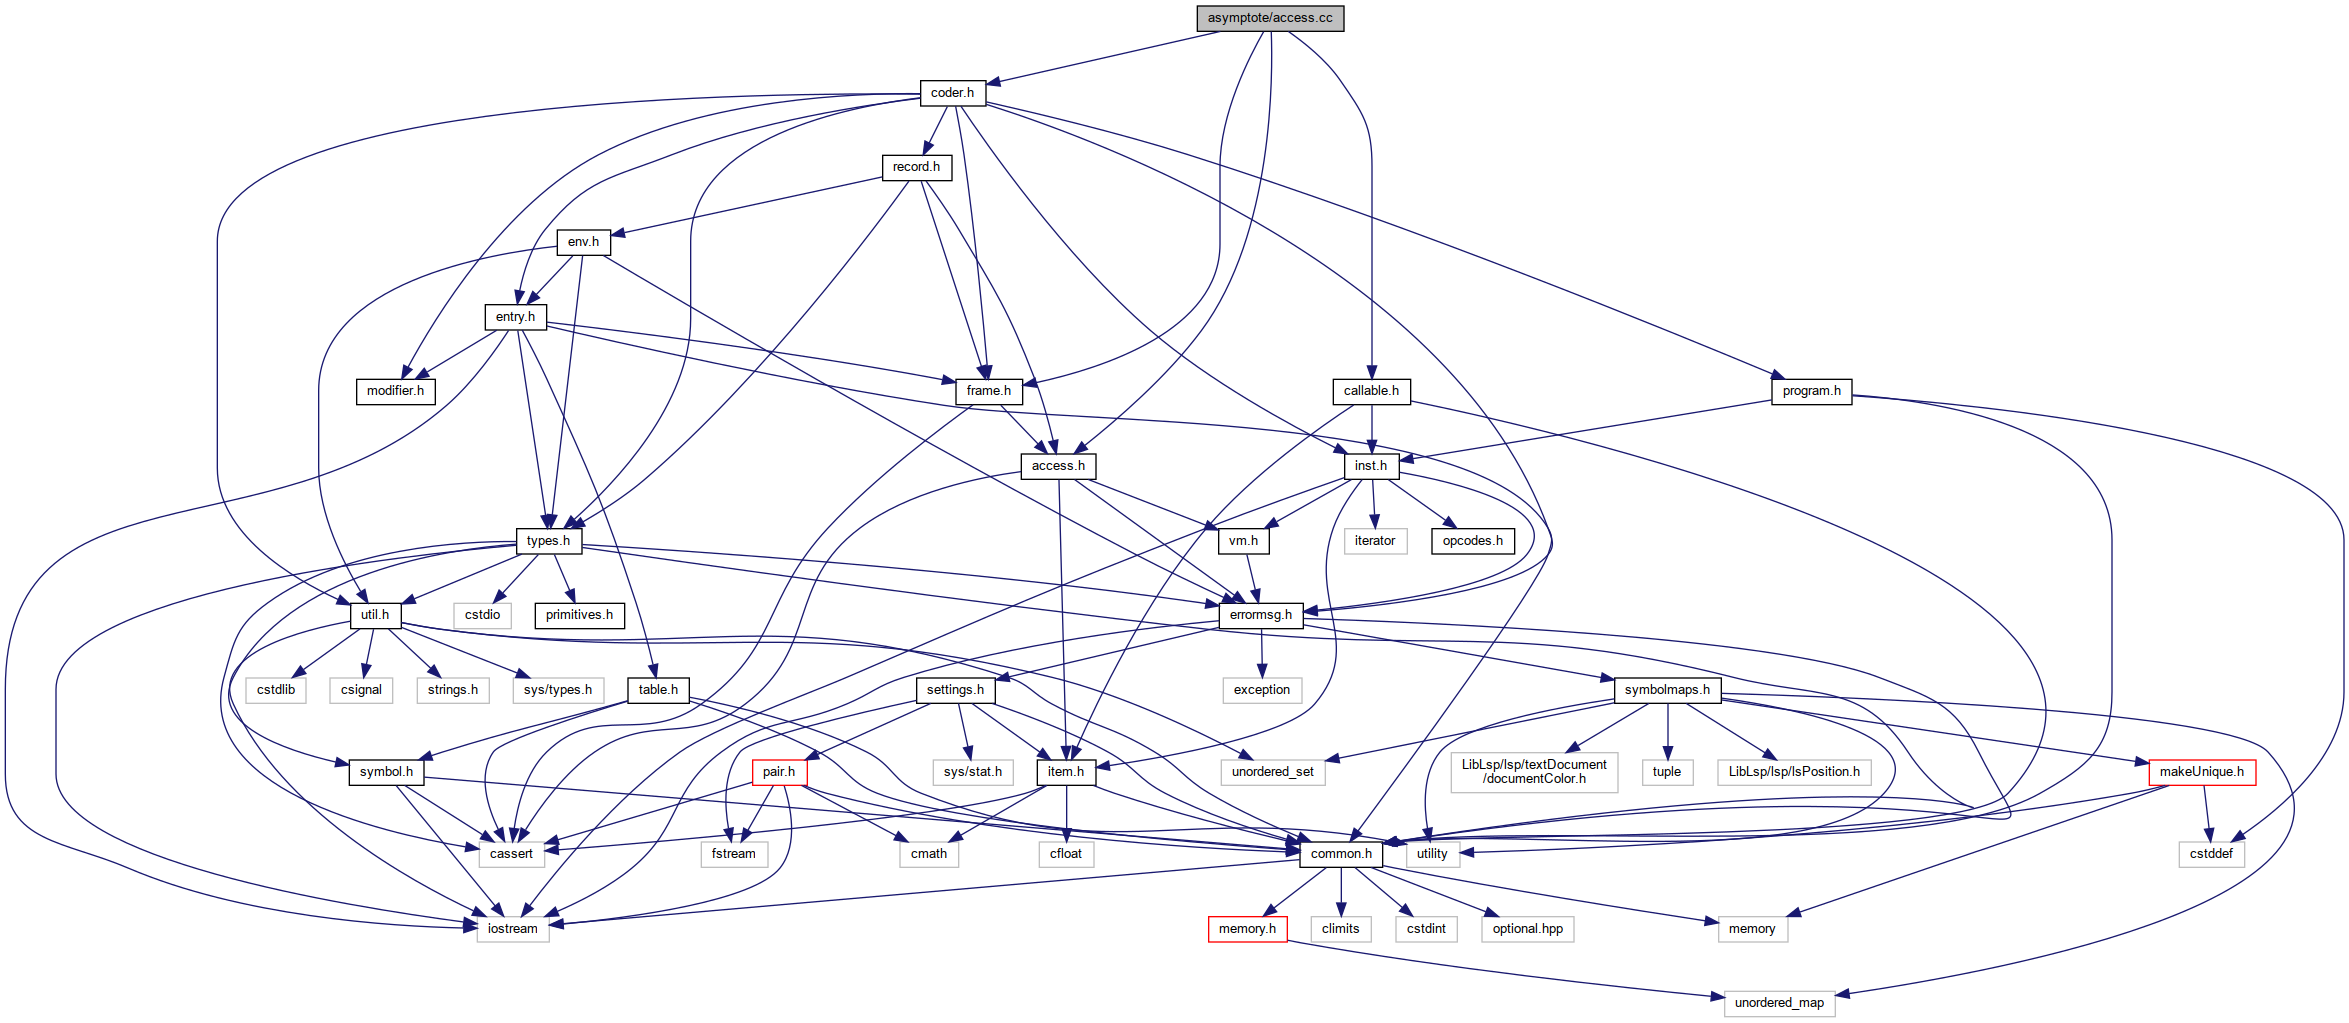 asymptote/access.cc
coder.h
record.h
env.h
entry.h
modifier.h
frame.h
callable.h
program.h
access.h
inst.h
types.h
vm.h
iterator
opcodes.h
util.h
cstdio
primitives.h
errormsg.h
cstdlib
csignal
strings.h
sys/types.h
table.h
settings.h
exception
symbolmaps.h
symbol.h
pair.h
sys/stat.h
item.h
unordered_set
LibLsp/lsp/textDocument
/documentColor.h
tuple
LibLsp/lsp/lsPosition.h
makeUnique.h
cassert
fstream
cmath
cfloat
common.h
utility
cstddef
iostream
memory.h
climits
cstdint
optional.hpp
memory
unordered_map